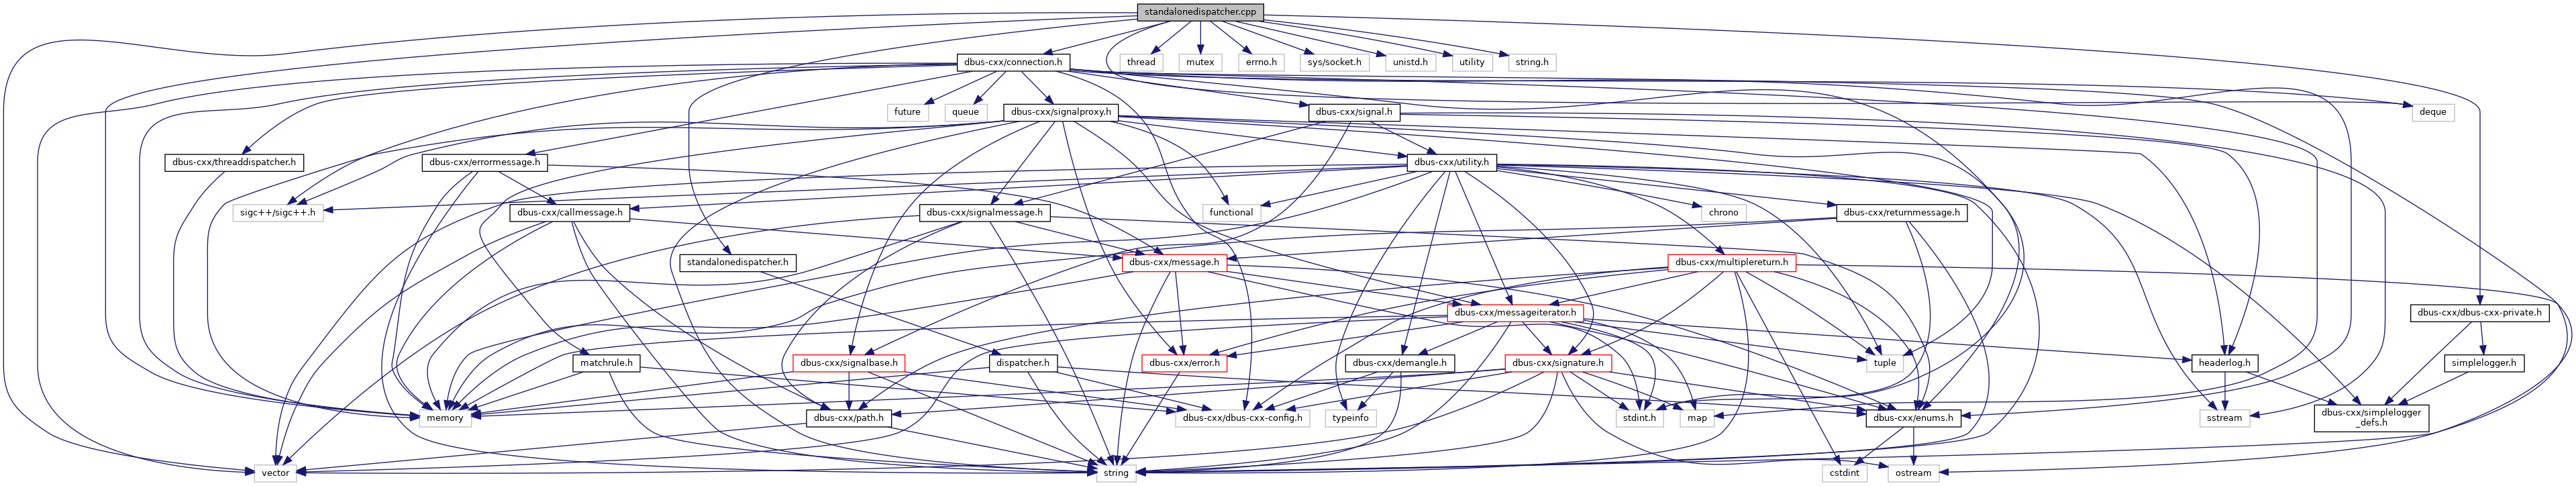 standalonedispatcher.cpp
dbus-cxx/connection.h
thread
mutex
errno.h
sys/socket.h
unistd.h
utility
string.h
future
queue
dbus-cxx/signalproxy.h
dbus-cxx/signal.h
deque
dbus-cxx/threaddispatcher.h
dbus-cxx/errormessage.h
dbus-cxx/utility.h
sigc++/sigc++.h
dbus-cxx/callmessage.h
dbus-cxx/signalmessage.h
functional
chrono
dbus-cxx/returnmessage.h
standalonedispatcher.h
dbus-cxx/message.h
dbus-cxx/multiplereturn.h
dbus-cxx/messageiterator.h
dbus-cxx/dbus-cxx-private.h
matchrule.h
dbus-cxx/signalbase.h
dispatcher.h
dbus-cxx/error.h
dbus-cxx/demangle.h
dbus-cxx/signature.h
tuple
headerlog.h
simplelogger.h
memory
dbus-cxx/path.h
dbus-cxx/dbus-cxx-config.h
typeinfo
stdint.h
map
dbus-cxx/enums.h
sstream
dbus-cxx/simplelogger
_defs.h
vector
string
cstdint
ostream